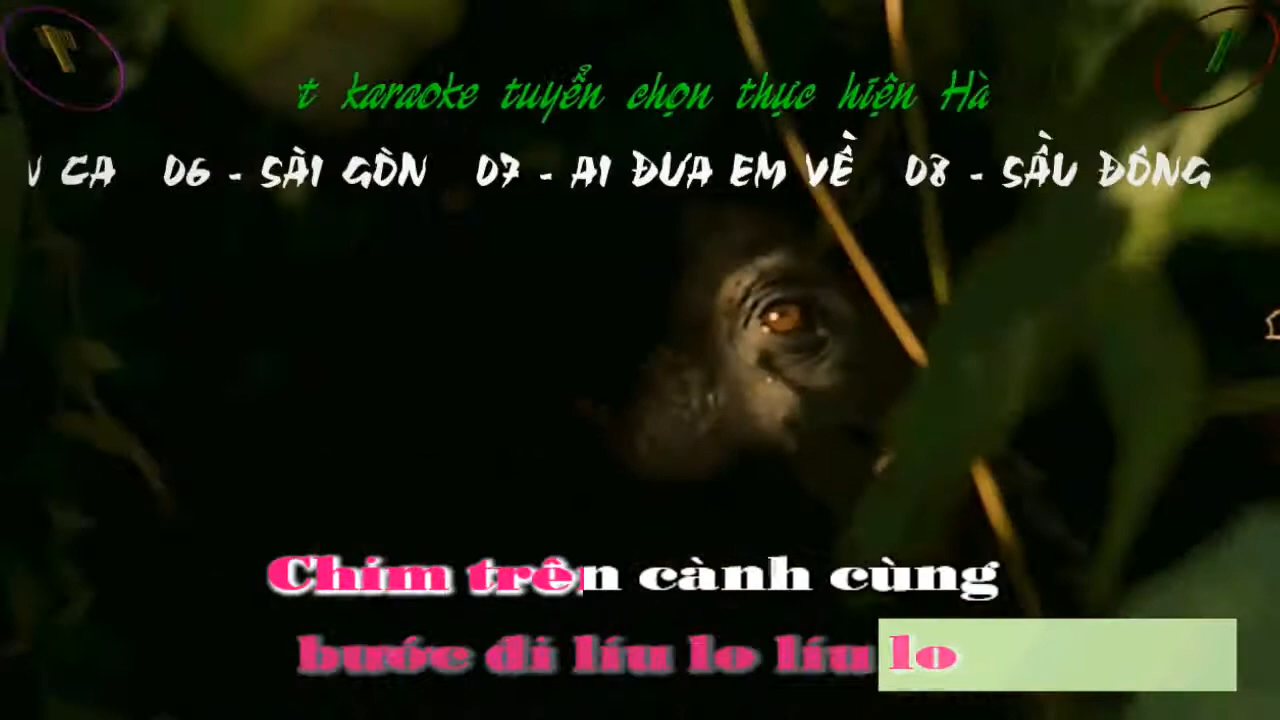 t karaoke tuyển chọn thực hiện Hà
CA 06 - SÀI GÒN 07 - AI ĐƯA EM VỀ 08 - SẦU ĐÔNG
Chim trên cành cùng
bước đi líu lo líu lo